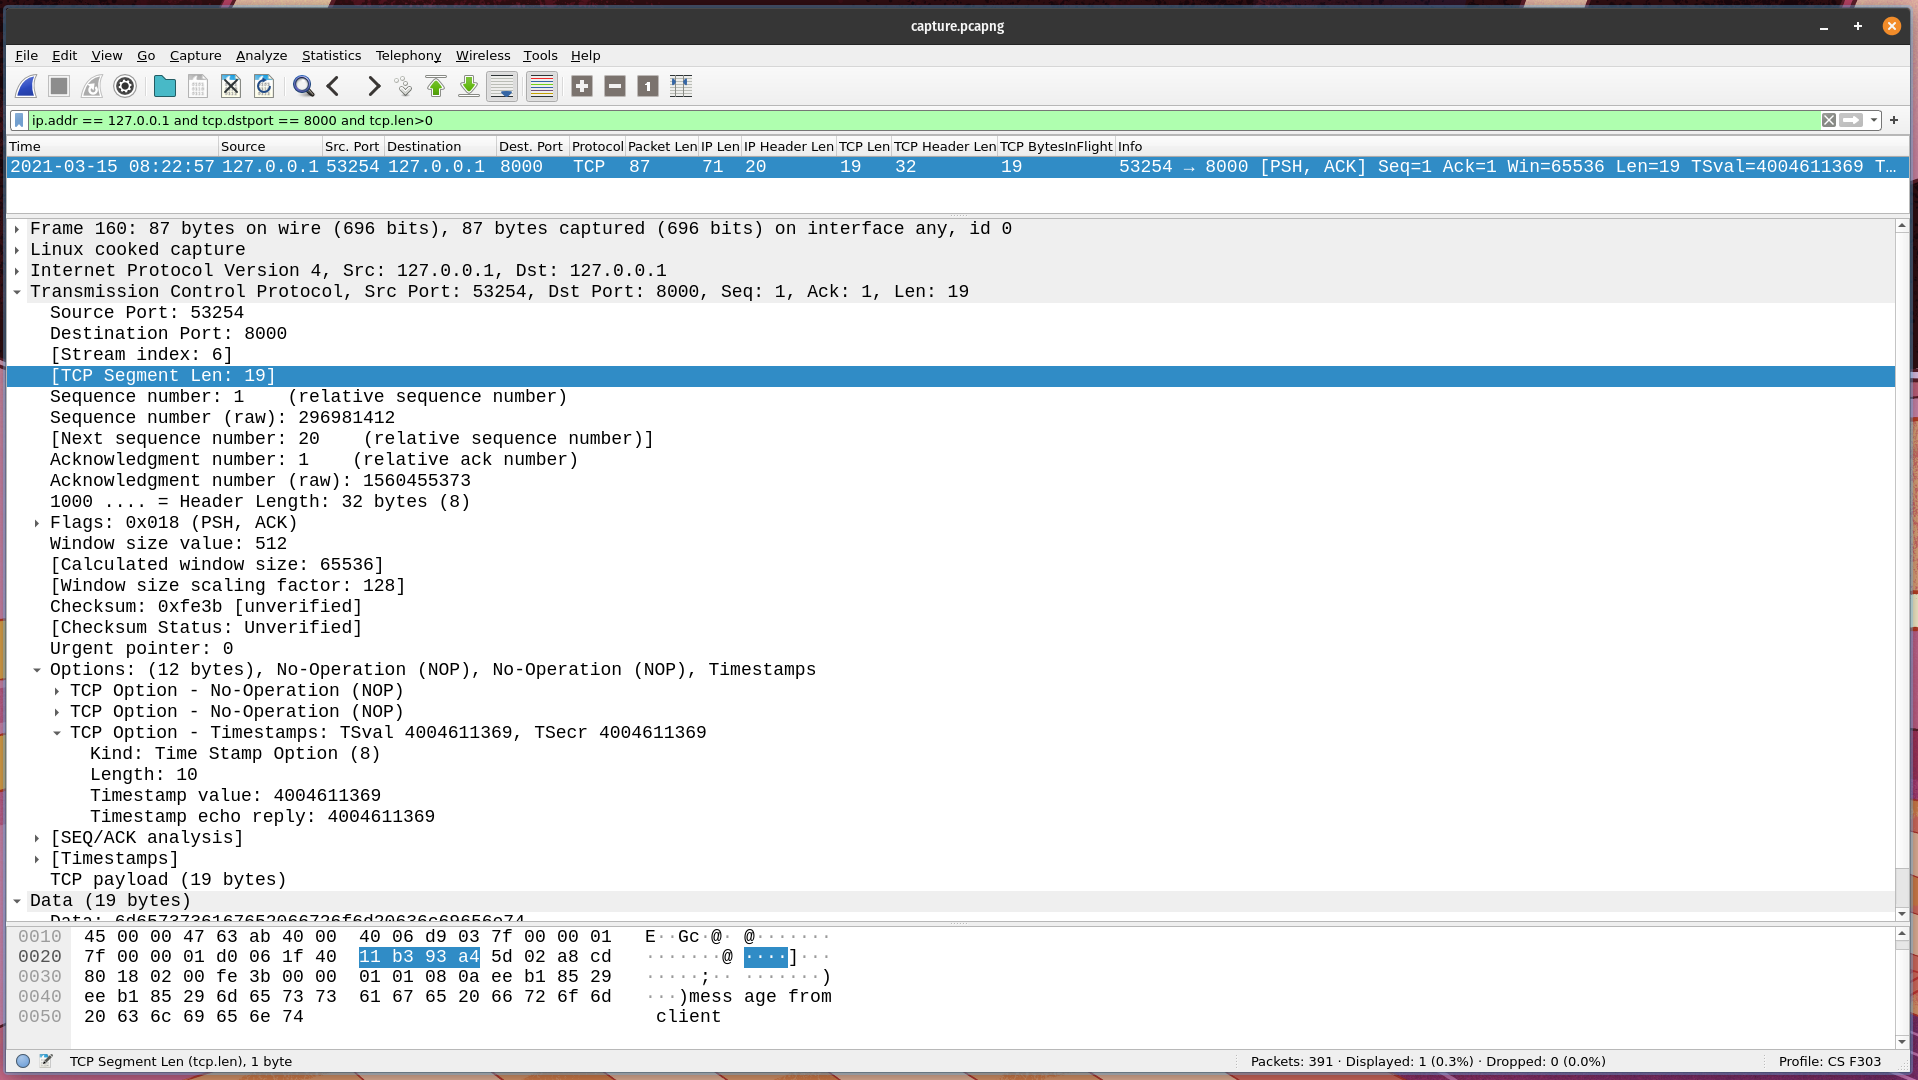 capture.pcapng
File Edit View Go Capture Analyze Statistics Telephony Wireless Tools Help
ip.addr == 127.0.0.1 and tcp.dstport == 8000 and tcp.len>0
Time Source Src. Port Destination Dest. Port Protocol Packet Len IP Len IP Header Len TCP Len TCP Header Len TCP BytesInFlight Info
2021-03-15 08:22:57 127.0.0.1 53254 127.0.0.1 8000 TCP 87 71 20 19 32 19 53254 → 8000 [PSH, ACK] Seq=1 Ack=1 Win=65536 Len=19 TSval=4004611369 T…
Frame 160: 87 bytes on wire (696 bits), 87 bytes captured (696 bits) on interface any, id 0
Linux cooked capture
Internet Protocol Version 4, Src: 127.0.0.1, Dst: 127.0.0.1
Transmission Control Protocol, Src Port: 53254, Dst Port: 8000, Seq: 1, Ack: 1, Len: 19
Source Port: 53254
Destination Port: 8000
[Stream index: 6]
[TCP Segment Len: 19]
Sequence number: 1    (relative sequence number)
Sequence number (raw): 296981412
[Next sequence number: 20    (relative sequence number)]
Acknowledgment number: 1    (relative ack number)
Acknowledgment number (raw): 1560455373
1000 .... = Header Length: 32 bytes (8)
Flags: 0x018 (PSH, ACK)
Window size value: 512
[Calculated window size: 65536]
[Window size scaling factor: 128]
Checksum: 0xfe3b [unverified]
[Checksum Status: Unverified]
Urgent pointer: 0
Options: (12 bytes), No-Operation (NOP), No-Operation (NOP), Timestamps
TCP Option - No-Operation (NOP)
TCP Option - No-Operation (NOP)
TCP Option - Timestamps: TSval 4004611369, TSecr 4004611369
Kind: Time Stamp Option (8)
Length: 10
Timestamp value: 4004611369
Timestamp echo reply: 4004611369
[SEQ/ACK analysis]
[Timestamps]
TCP payload (19 bytes)
Data (19 bytes)
Data: 6d6573736167652066726f6d20636c69656e74
0010 45 00 00 47 63 ab 40 00 40 06 d9 03 7f 00 00 01 E··Gc·@· @·······
0020 7f 00 00 01 d0 06 1f 40 11 b3 93 a4 5d 02 a8 cd ·······@ ····]···
0030 80 18 02 00 fe 3b 00 00 01 01 08 0a ee b1 85 29 ·····;·· ·······)
0040 ee b1 85 29 6d 65 73 73 61 67 65 20 66 72 6f 6d ···)mess age from
0050 20 63 6c 69 65 6e 74 client
TCP Segment Len (tcp.len), 1 byte Packets: 391 · Displayed: 1 (0.3%) · Dropped: 0 (0.0%) Profile: CS F303